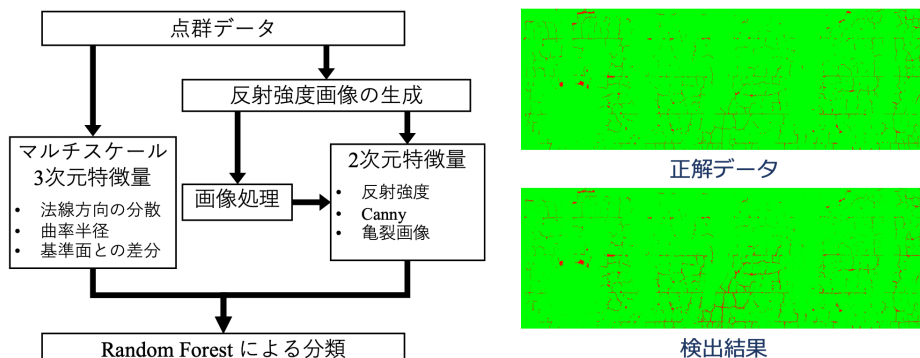 点群データ
反射強度画像の生成
マルチスケール
3次元特徴量
• 法線方向の分散
• 曲率半径
• 基準面との差分
画像処理
2次元特徴量
• 反射強度
• Canny
• 亀裂画像
Random Forest による分類
正解データ
検出結果